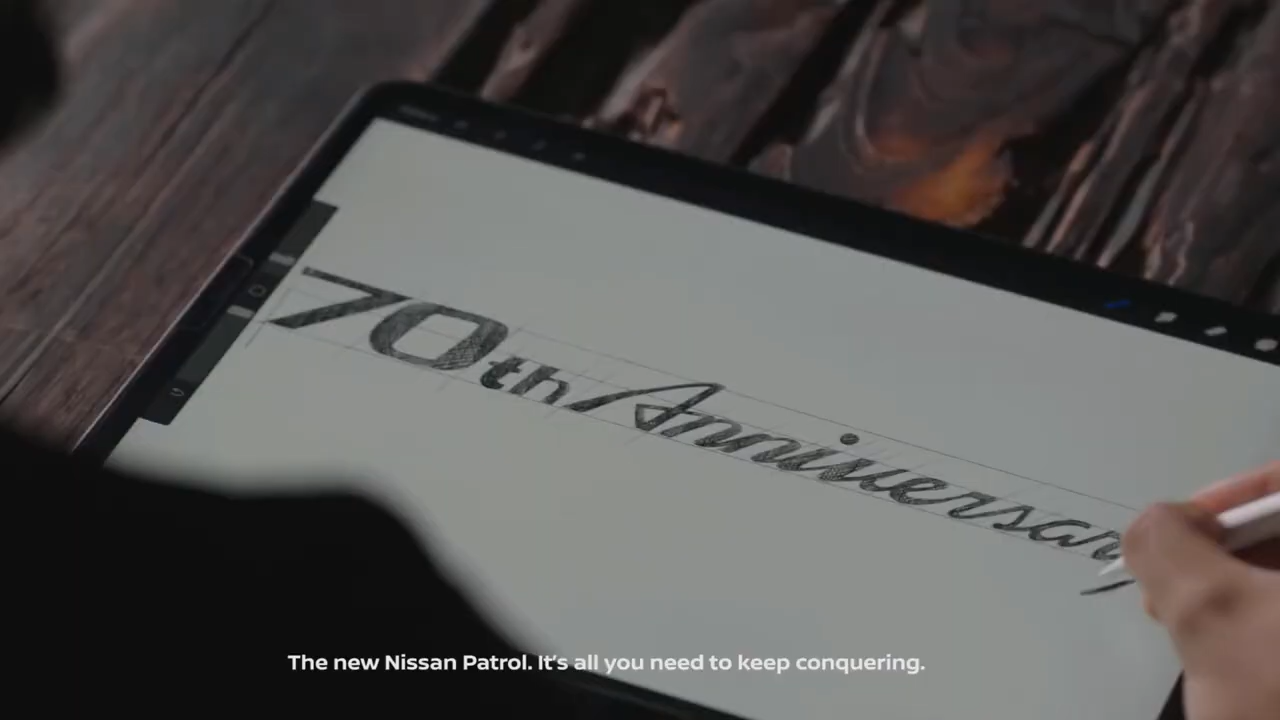 70th Anniversary
The new Nissan Patrol. It's all you need to keep conquering.